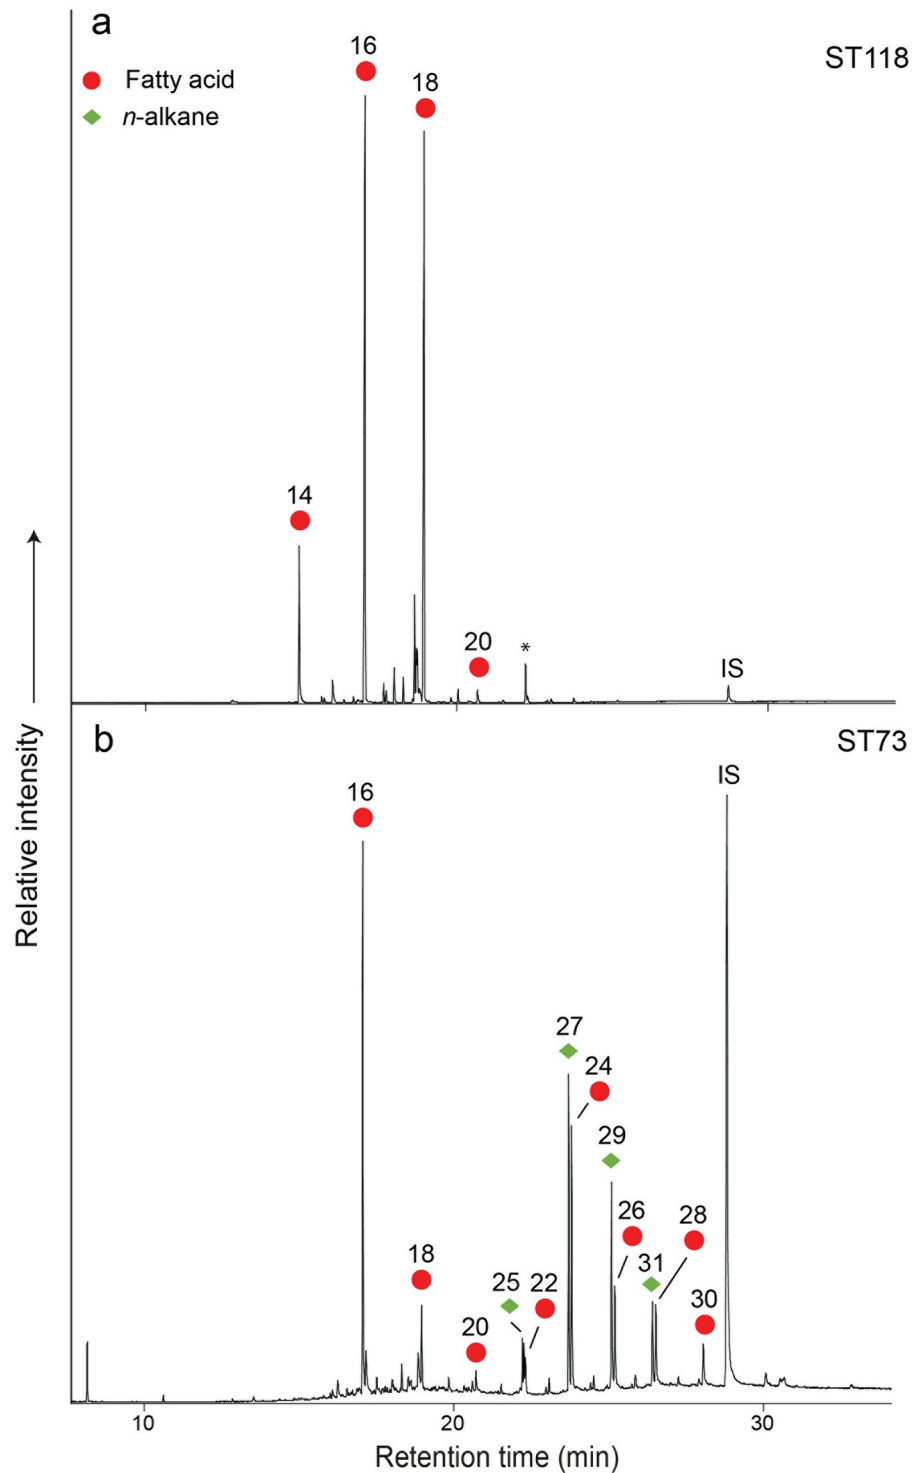 a
ST118
Fatty acid
n-alkane
16
18
14
20
*
IS
b
ST73
16
IS
27
24
29
26
28
31
18
25
22
30
20
10
20
30
Retention time (min)
Relative intensity